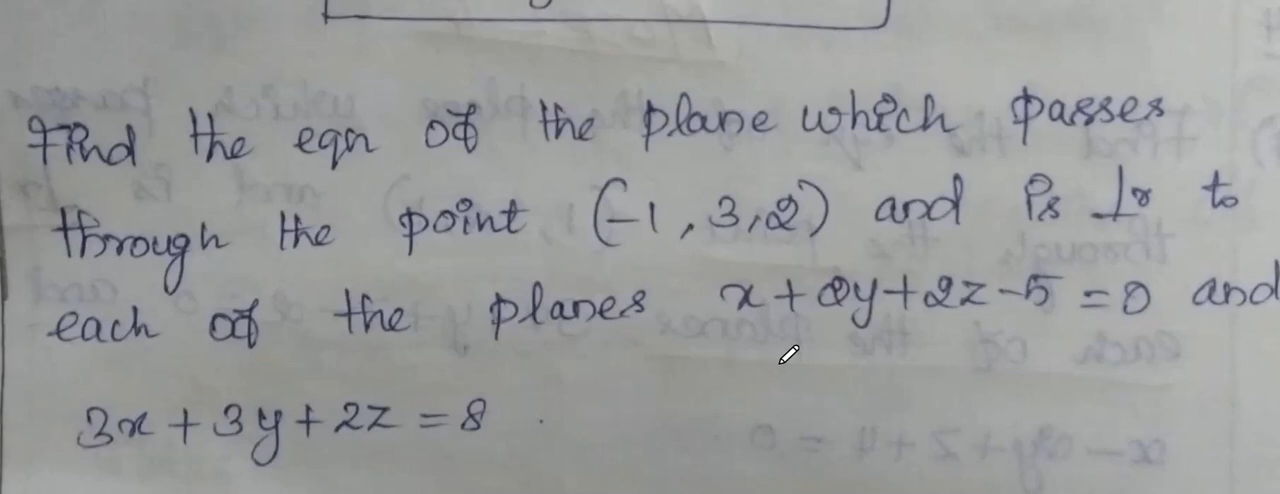 Find the eqn of the plane which passes
through the point (-1, 3, 2) and is ⊥r to
each of the planes x + 2y + 2z - 5 = 0 and
3x + 3y + 2z = 8.